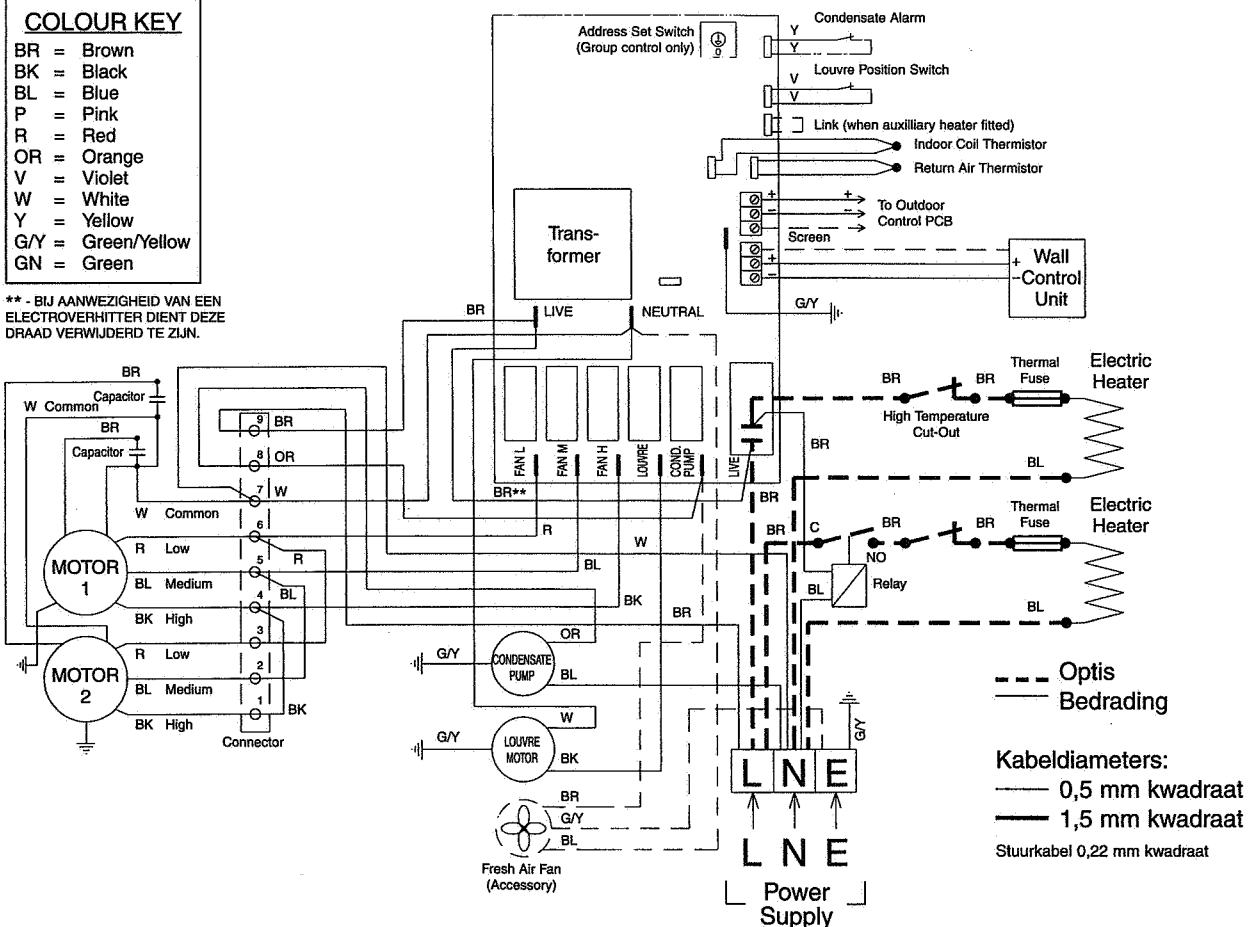 COLOUR KEY
BR = Brown
BK = Black
BL = Blue
P = Pink
R = Red
OR = Orange
V = Violet
W = White
Y = Yellow
G/Y = Green/Yellow
GN = Green
** - BIJ AANWEZIGHEID VAN EEN
ELECTROVERHITTER DIENT DEZE
DRAAD VERWIJDERD TE ZIJN.
Address Set Switch
(Group control only)
0
Condensate Alarm
Y
Y
Louvre Position Switch
V
V
Link (when auxilliary heater fitted)
Indoor Coil Thermistor
Return Air Thermistor
+ +
- -
To Outdoor
Control PCB
Screen
+ +
- -
Wall
Control
Unit
G/Y
Trans-
former
BR
LIVE
NEUTRAL
FAN L
FAN M
FAN H
LOUVRE
COND.
PUMP
LIVE
BR**
BR
Capacitor
W Common
BR
Capacitor
9 BR
8 OR
7 W
W Common
6
R Low
R
5
BL Medium
BL
4
BK High
3
R Low
2
BL Medium
1
BK High
BK
Connector
MOTOR
1
MOTOR
2
R
W
BL
BK
BR
OR
G/Y
CONDENSATE
PUMP
BL
W
G/Y
LOUVRE
MOTOR
BK
BR
G/Y
BL
Fresh Air Fan
(Accessory)
BR
BR
Thermal
Fuse
Electric
Heater
High Temperature
Cut-Out
BR
BL
BR
BR
C
BR
BR
Thermal
Fuse
Electric
Heater
NO
BL
Relay
BL
G/Y
L N E
L N E
Power
Supply
Optis
Bedrading
Kabeldiameters:
0,5 mm kwadraat
1,5 mm kwadraat
Stuurkabel 0,22 mm kwadraat